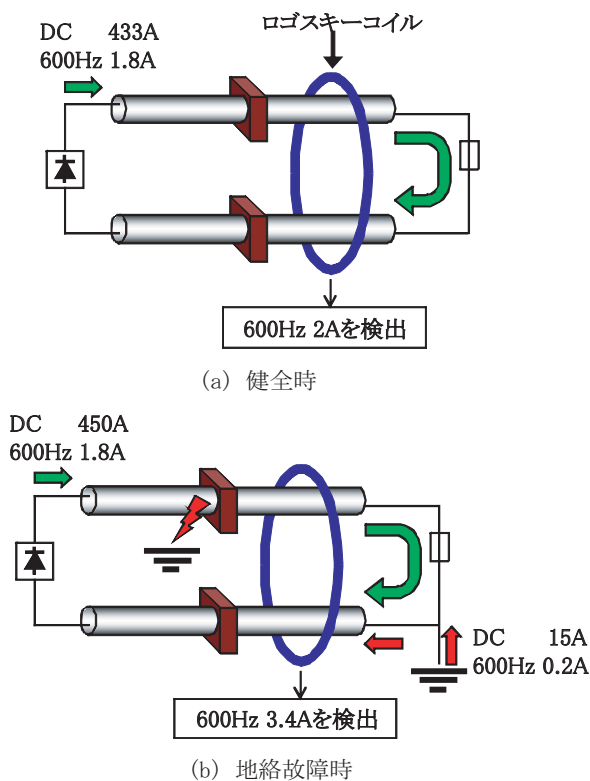 DC 433A
ロゴスキーコイル
600Hz 1.8A
600Hz 2Aを検出
(a) 健全時
DC 450A
600Hz 1.8A
DC 15A
600Hz 0.2A
600Hz 3.4Aを検出
(b) 地絡故障時